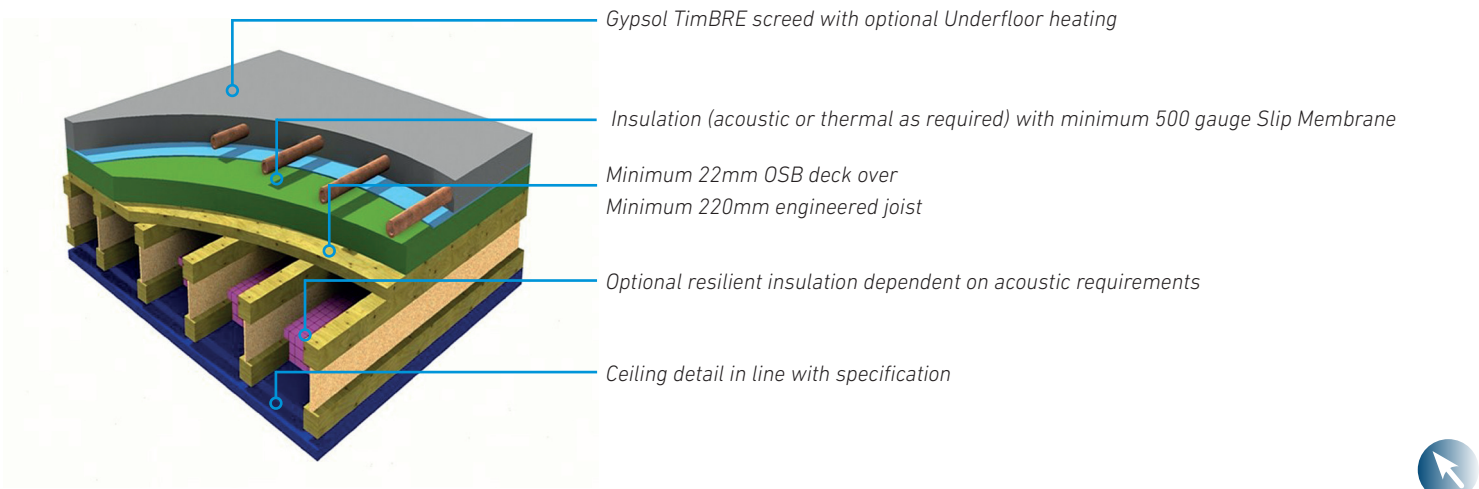 Gypsol TimBRE screed with optional Underfloor heating
Insulation (acoustic or thermal as required) with minimum 500 gauge Slip Membrane
Minimum 22mm OSB deck over
Minimum 220mm engineered joist
Optional resilient insulation dependent on acoustic requirements
Ceiling detail in line with specification